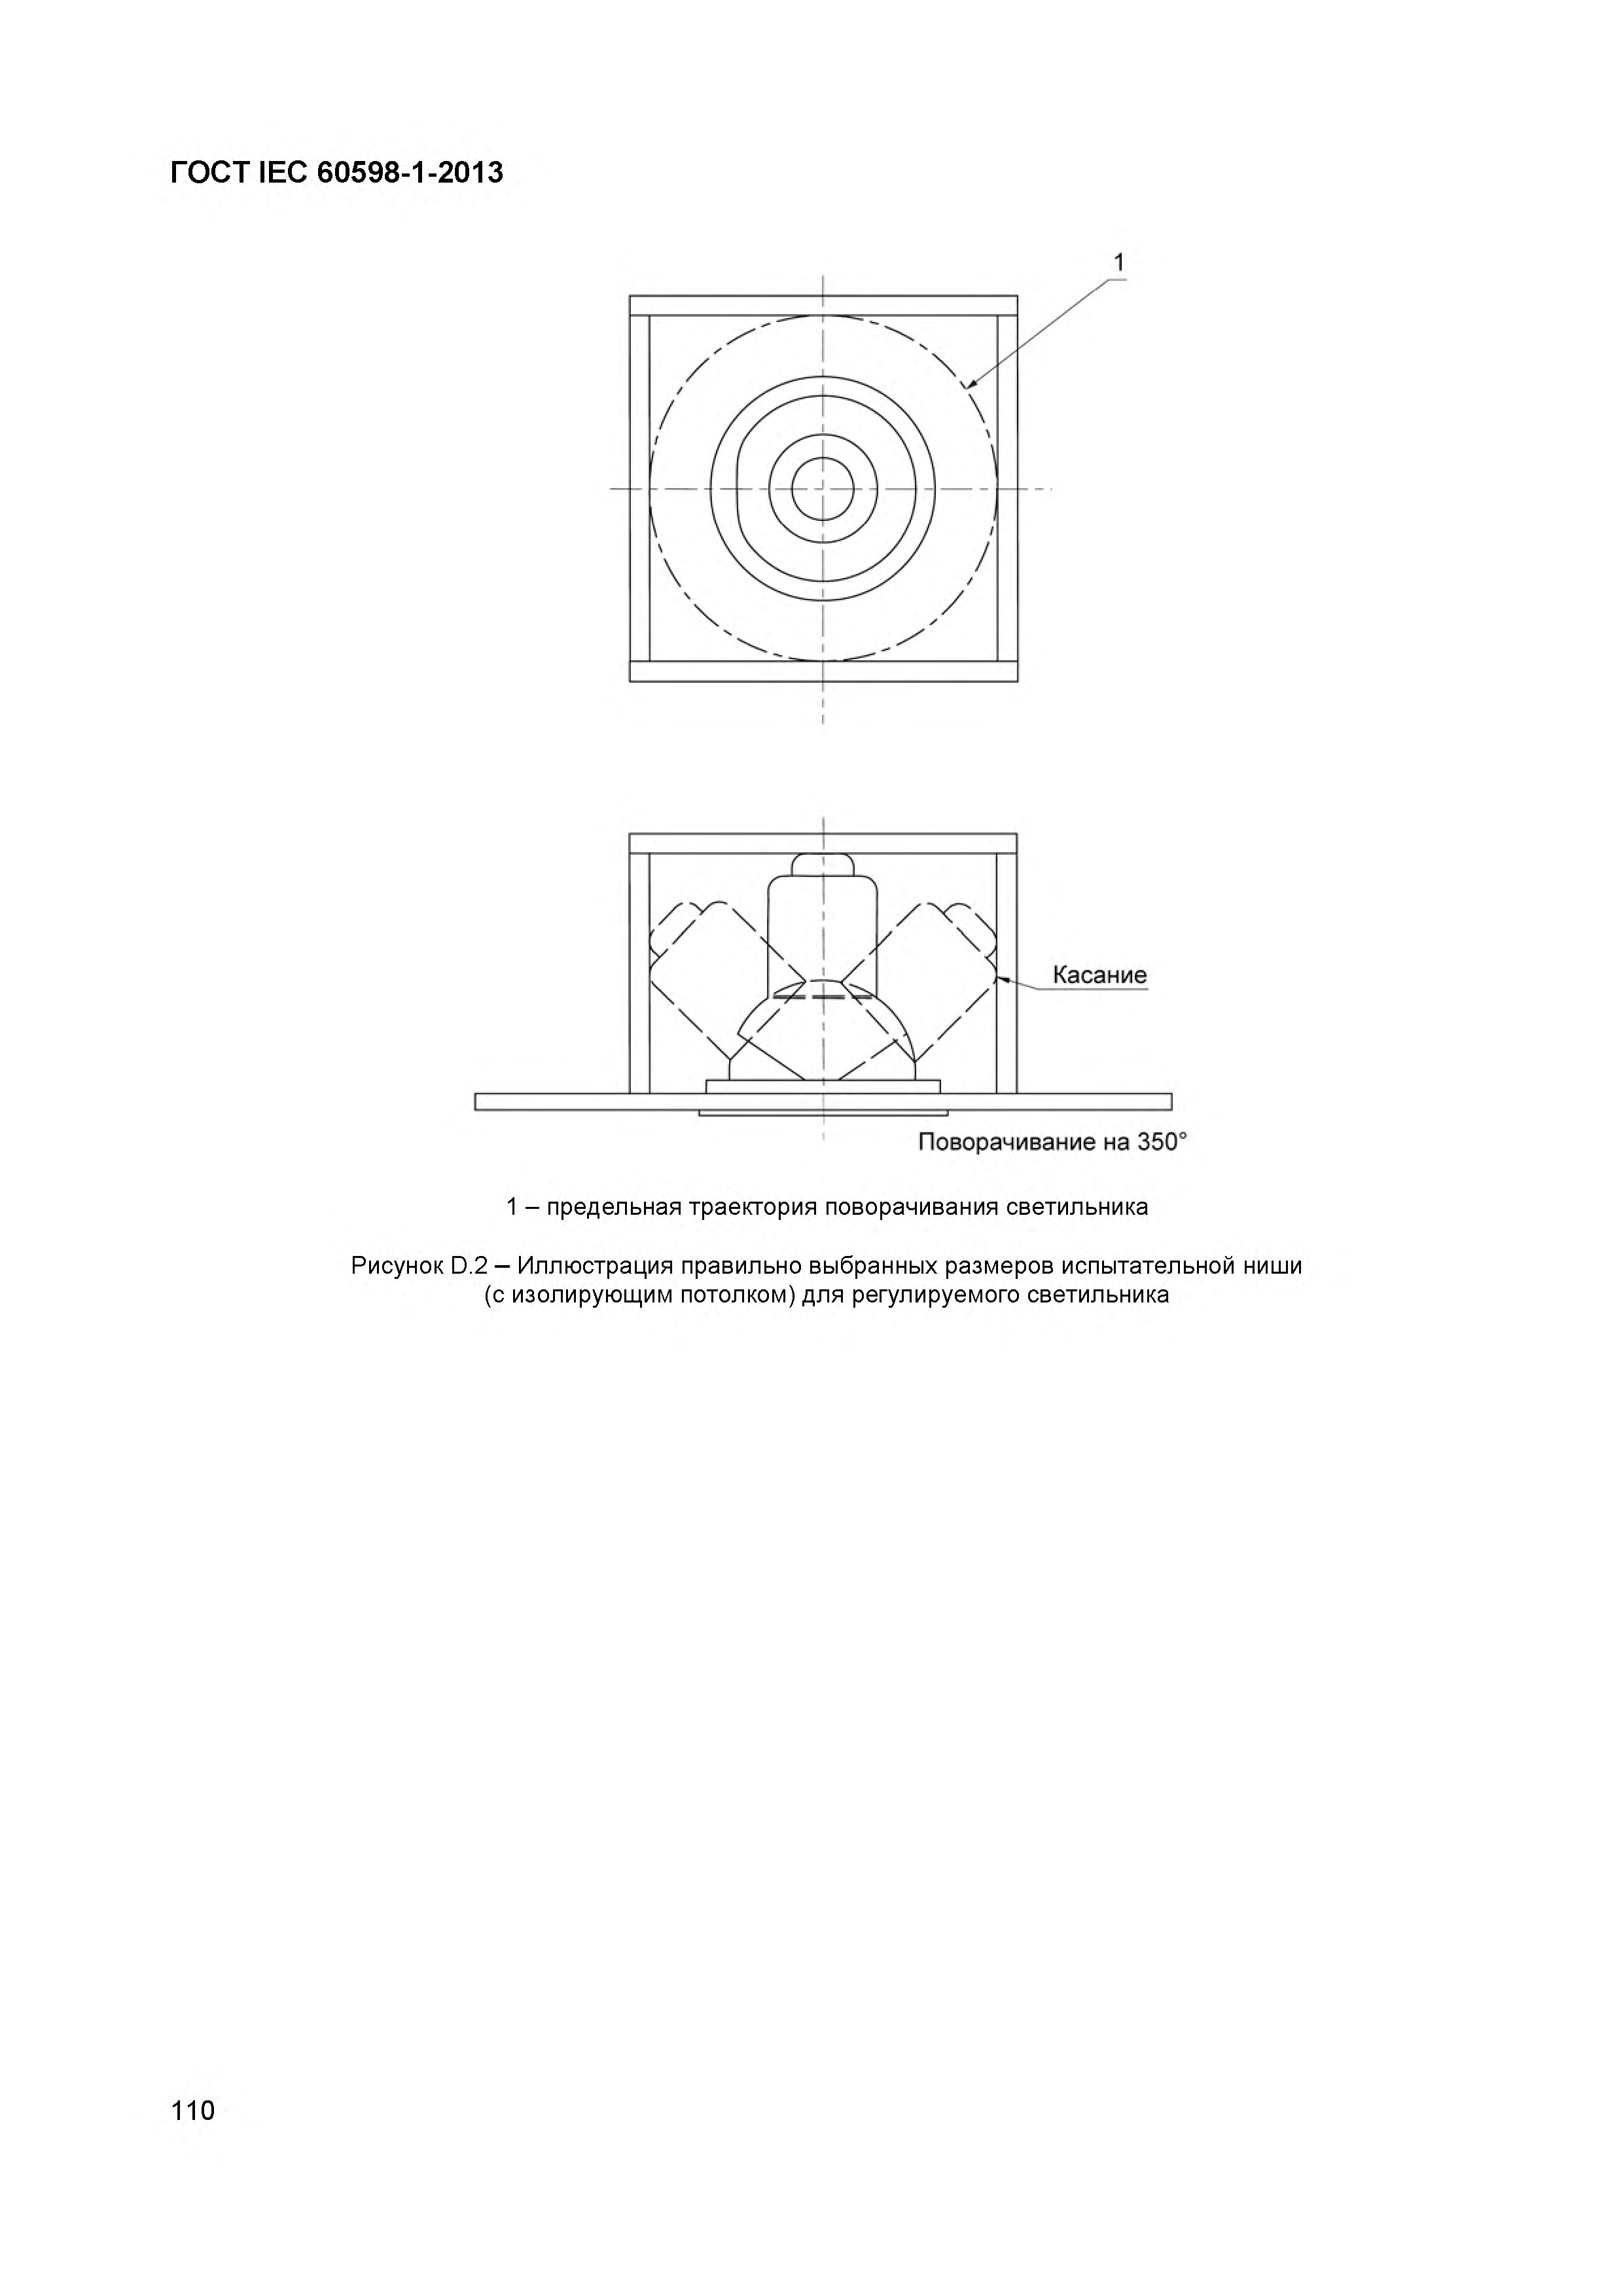 ГОСТ IEC 60598-1-2013
1
Касание
Поворачивание на 350°
1 – предельная траектория поворачивания светильника
Рисунок D.2 – Иллюстрация правильно выбранных размеров испытательной ниши
(с изолирующим потолком) для регулируемого светильника
110